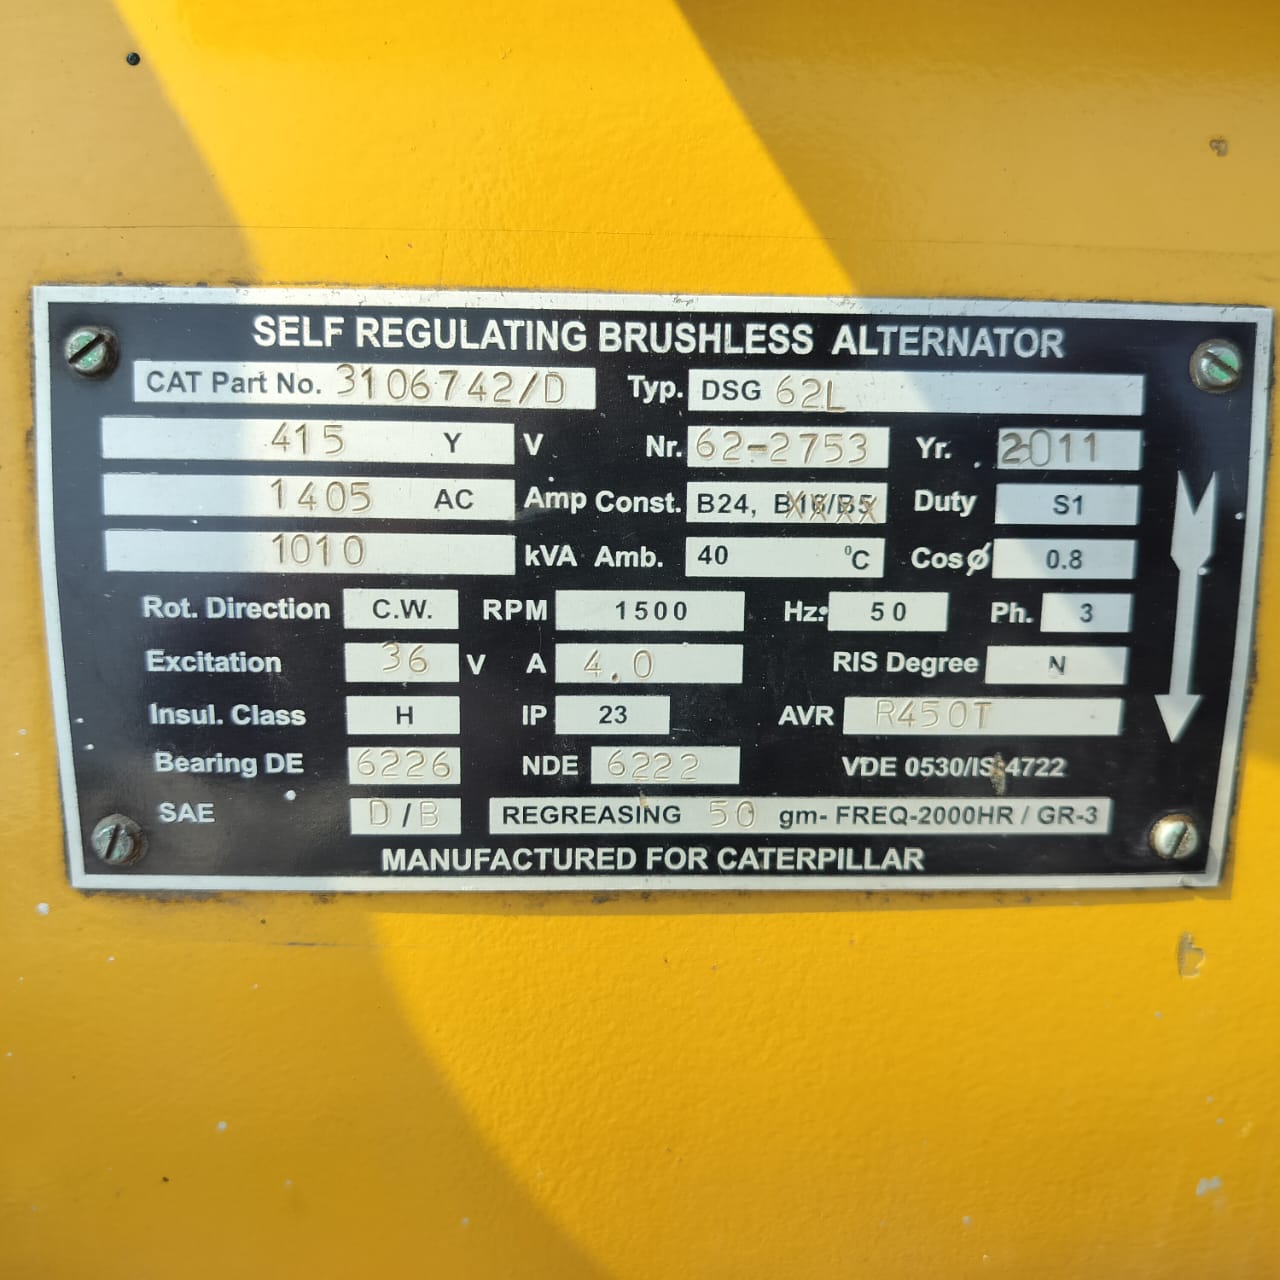 SELF REGULATING BRUSHLESS ALTERNATOR
CAT Part No. 3106742/D Typ. DSG 62L
415 Y V Nr. 62-2753 Yr. 2011
1405 AC Amp Const. B24, B16/B5 Duty S1
1010 kVA Amb. 40 °C Cosø 0.8
Rot. Direction C.W. RPM 1500 Hz: 50 Ph. 3
Excitation 36 V A 4.0 RIS Degree N
Insul. Class H IP 23 AVR R450T
Bearing DE 6226 NDE 6222 VDE 0530/IS-4722
SAE D/B REGREASING 50 gm- FREQ-2000HR / GR-3
MANUFACTURED FOR CATERPILLAR